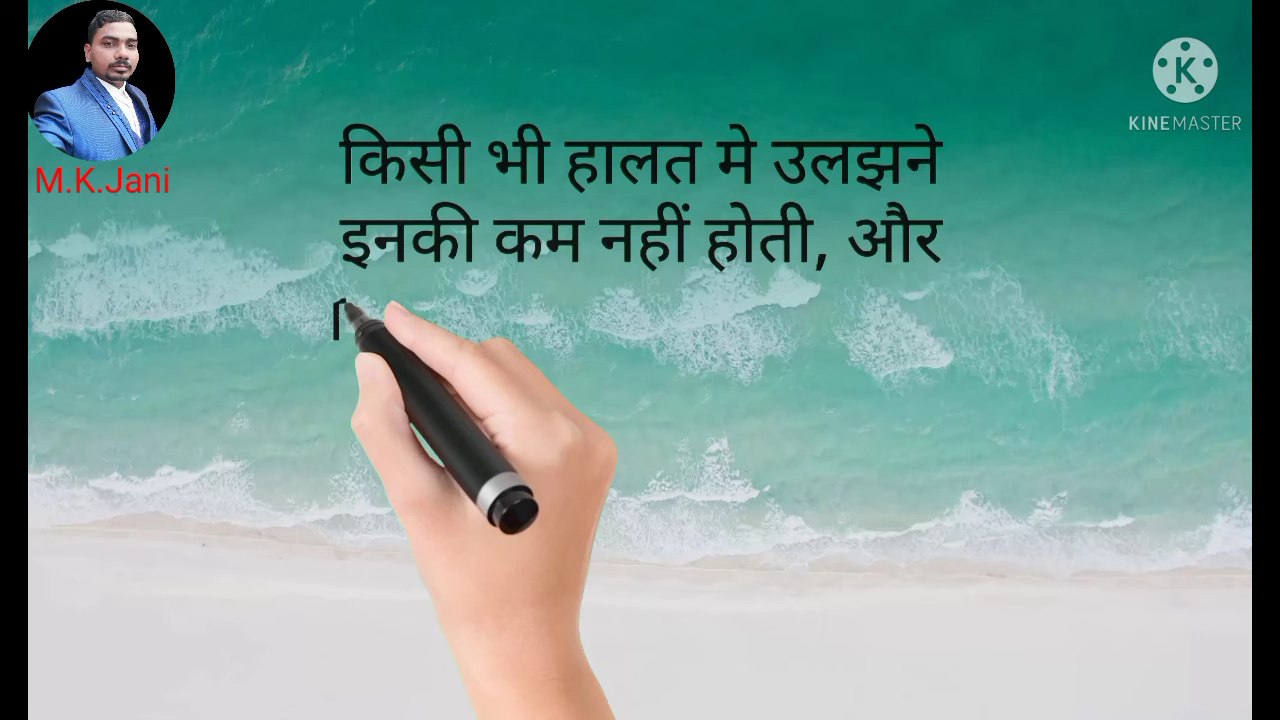 M.K.Jani
KINEMASTER
किसी भी हालत मे उलझने
इनकी कम नहीं होती, और